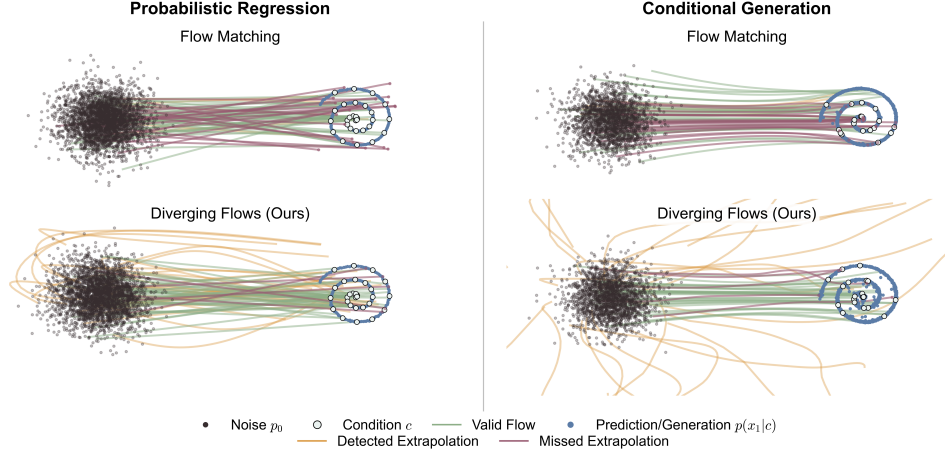 Probabilistic Regression
Conditional Generation
Flow Matching
Flow Matching
Diverging Flows (Ours)
Diverging Flows (Ours)
Noise p₀
Condition c
Valid Flow
Prediction/Generation p(x₁|c)
Detected Extrapolation
Missed Extrapolation